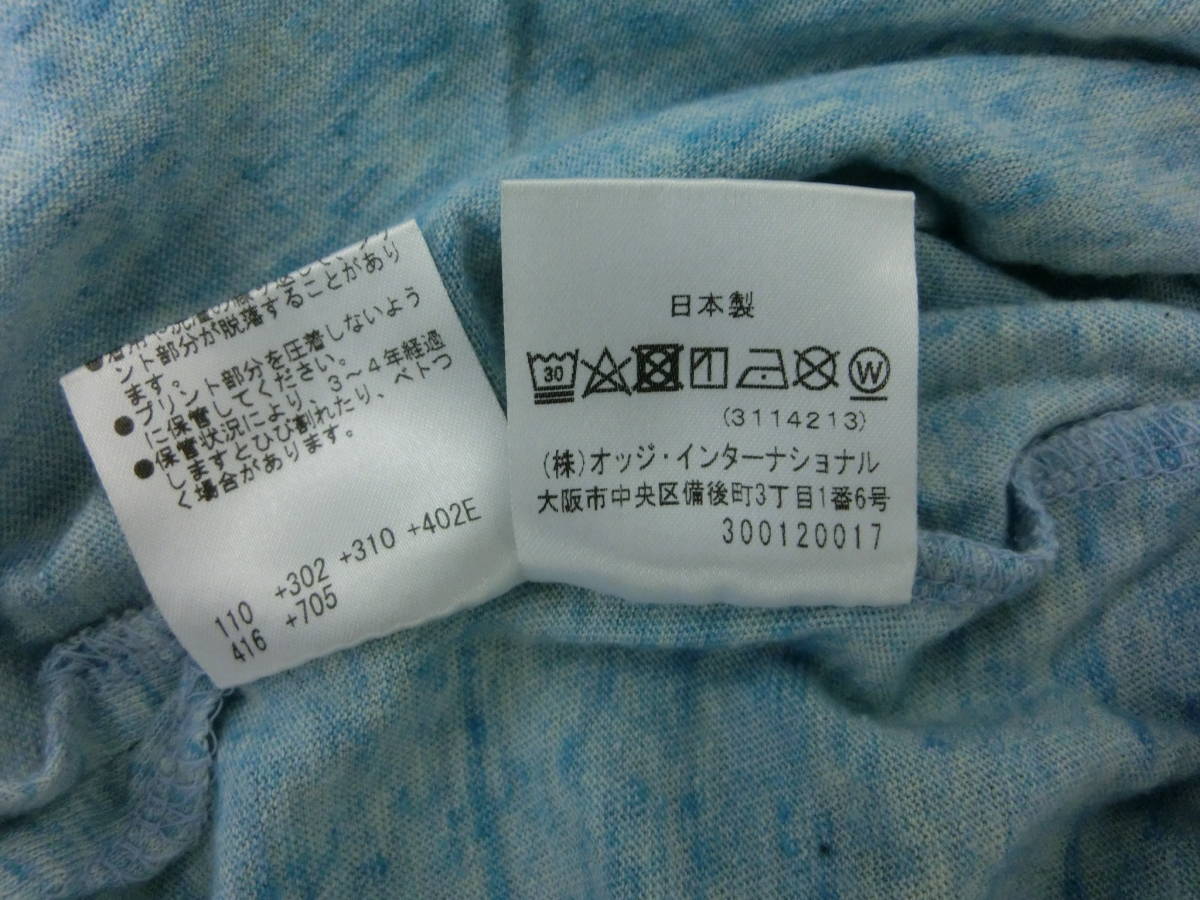 ント部分が脱落することがあり
ます。
●プリント部分を圧着しないよう
に保管してください。
●保管状況により、3～4年経過
しますとひび割れたり、ベトつ
く場合があります。
110 +302 +310 +402E
416 +705
日本製
30
W
(3114213)
(株)オッジ・インターナショナル
大阪市中央区備後町3丁目1番6号
300120017